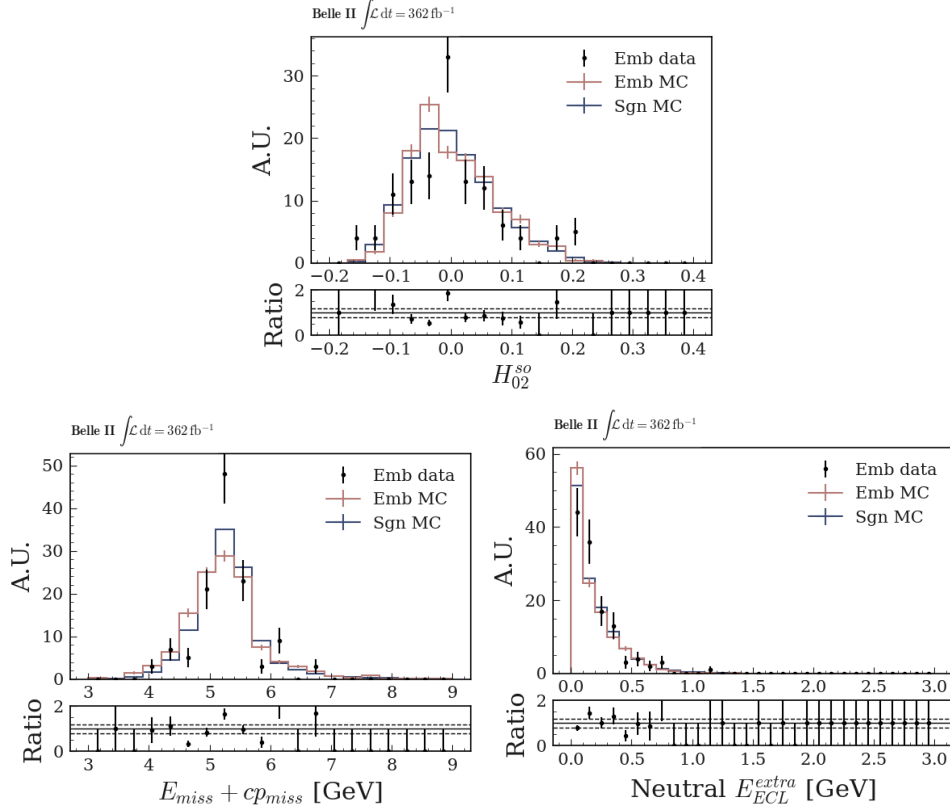 Belle II ∫ℒ dt = 362 fb⁻¹
Emb data
Emb MC
Sgn MC
A.U.
30
20
10
0
−0.2 −0.1 0.0 0.1 0.2 0.3 0.4
Ratio
2
0
−0.2 −0.1 0.0 0.1 0.2 0.3 0.4
H₀₂ˢᵒ
Belle II ∫ℒ dt = 362 fb⁻¹
Emb data
Emb MC
Sgn MC
A.U.
50
40
30
20
10
0
3 4 5 6 7 8 9
Ratio
2
0
3 4 5 6 7 8 9
E_miss + cp_miss [GeV]
Belle II ∫ℒ dt = 362 fb⁻¹
Emb data
Emb MC
Sgn MC
A.U.
60
40
20
0
0.0 0.5 1.0 1.5 2.0 2.5 3.0
Ratio
2
0
0.0 0.5 1.0 1.5 2.0 2.5 3.0
Neutral E_ECL^extra [GeV]